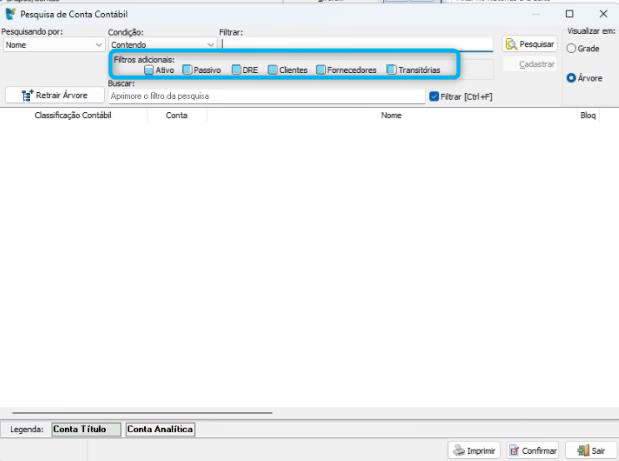 Pesquisa de Conta Contábil
Pesquisando por: Condição: Filtrar: Visualizar em:
Nome Contendo Pesquisar Grade
Filtros adicionais:
Ativo Passivo DRE Clientes Fornecedores Transitórias Cadastrar Árvore
Buscar:
Retrair Árvore Aprimore o filtro da pesquisa Filtrar [Ctrl+F]
Classificação Contábil Conta Nome Bloq
Legenda: Conta Título Conta Analítica
Imprimir Confirmar Sair